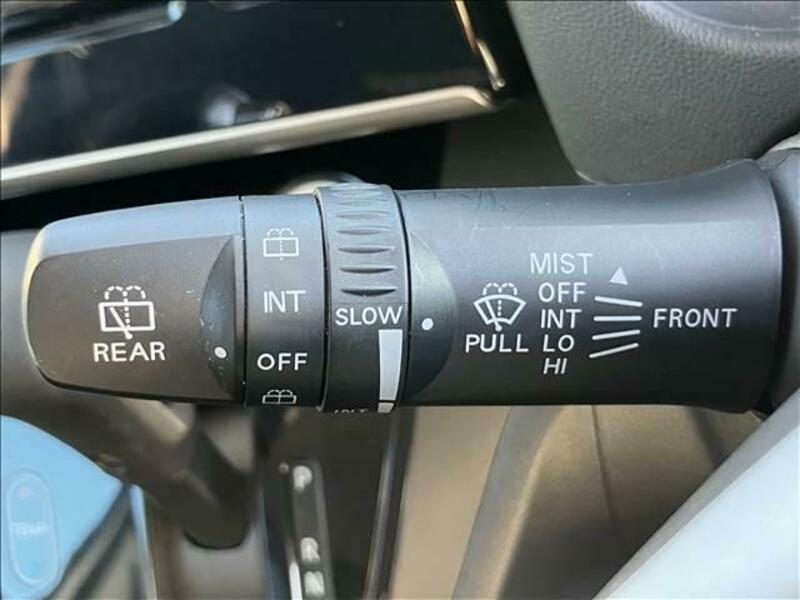 REAR
INT
OFF
SLOW
PULL
MIST
OFF
INT
LO
HI
FRONT
P
R
N